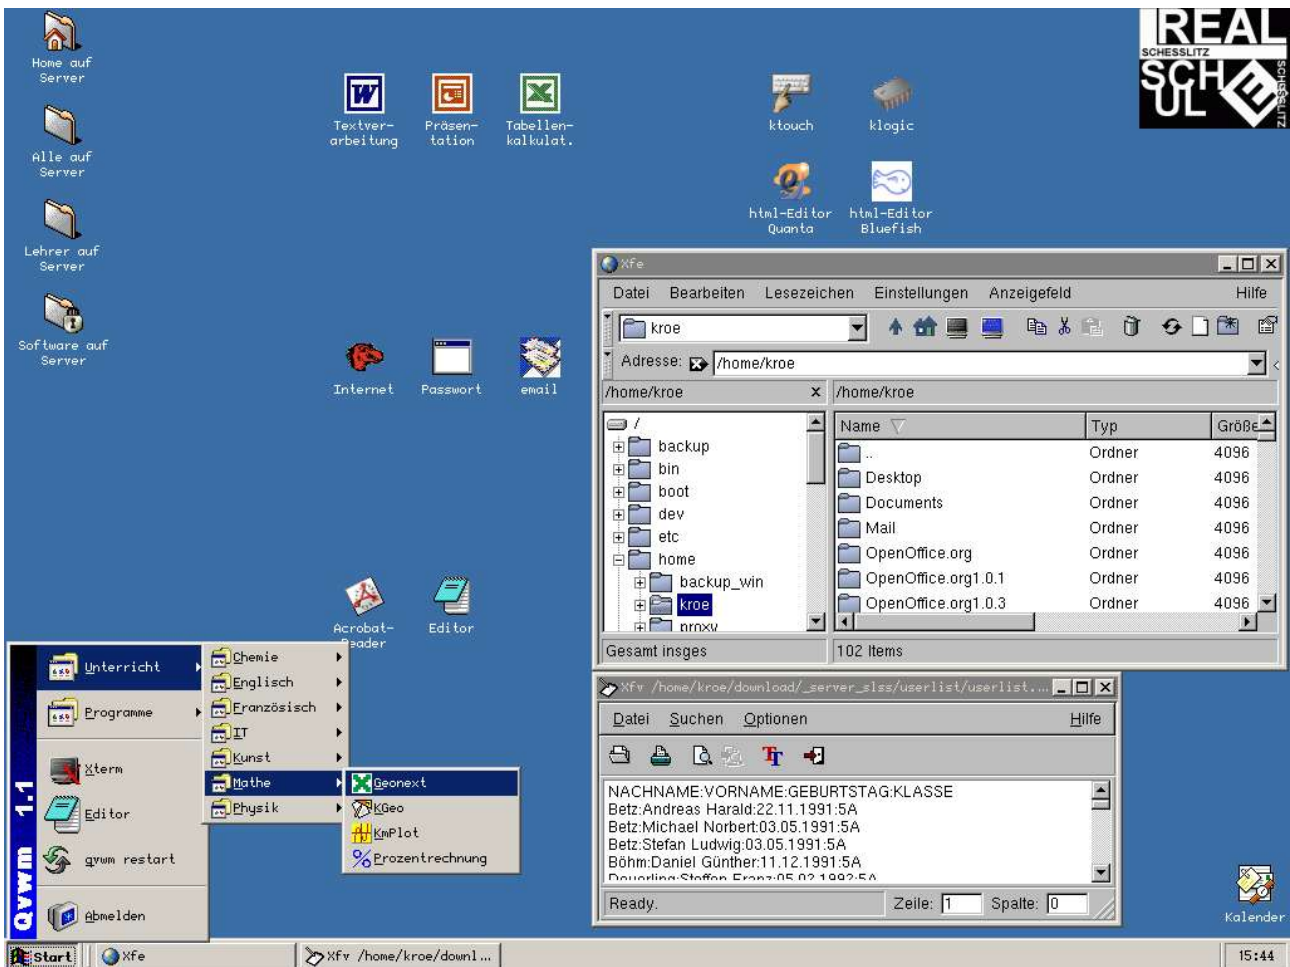 Home auf
Server
Alle auf
Server
Lehrer auf
Server
Software auf
Server
Textver-
arbeitung
Präsen-
tation
Tabellen-
kalkulat.
ktouch
klogic
html-Editor
Quanta
html-Editor
Bluefish
REAL
SCHESSLITZ
SCH
UL
SCHESSLITZ
Internet
Passwort
email
Acrobat-
Reader
Editor
Xfe
Datei Bearbeiten Lesezeichen Einstellungen Anzeigefeld Hilfe
kroe
Adresse: /home/kroe
/home/kroe x
/
backup
bin
boot
dev
etc
home
backup_win
kroe
proxy
/home/kroe
Name Typ Größe
.. Ordner 4096
Desktop Ordner 4096
Documents Ordner 4096
Mail Ordner 4096
OpenOffice.org Ordner 4096
OpenOffice.org1.0.1 Ordner 4096
OpenOffice.org1.0.3 Ordner 4096
Gesamt insges 102 Items
Xfv /home/kroe/download/_server_slss/userlist/userlist....
Datei Suchen Optionen Hilfe
NACHNAME:VORNAME:GEBURTSTAG:KLASSE
Betz:Andreas Harald:22.11.1991:5A
Betz:Michael Norbert:03.05.1991:5A
Betz:Stefan Ludwig:03.05.1991:5A
Böhm:Daniel Günther:11.12.1991:5A
Ready. Zeile: 1 Spalte: 0
Qvwm 1.1
Unterricht
Programme
Xterm
Editor
qvwm restart
Abmelden
Chemie
Englisch
Französisch
IT
Kunst
Mathe
Physik
Geonext
KGeo
KmPlot
Prozentrechnung
Kalender
Start Xfe Xfv /home/kroe/downl... 15:44